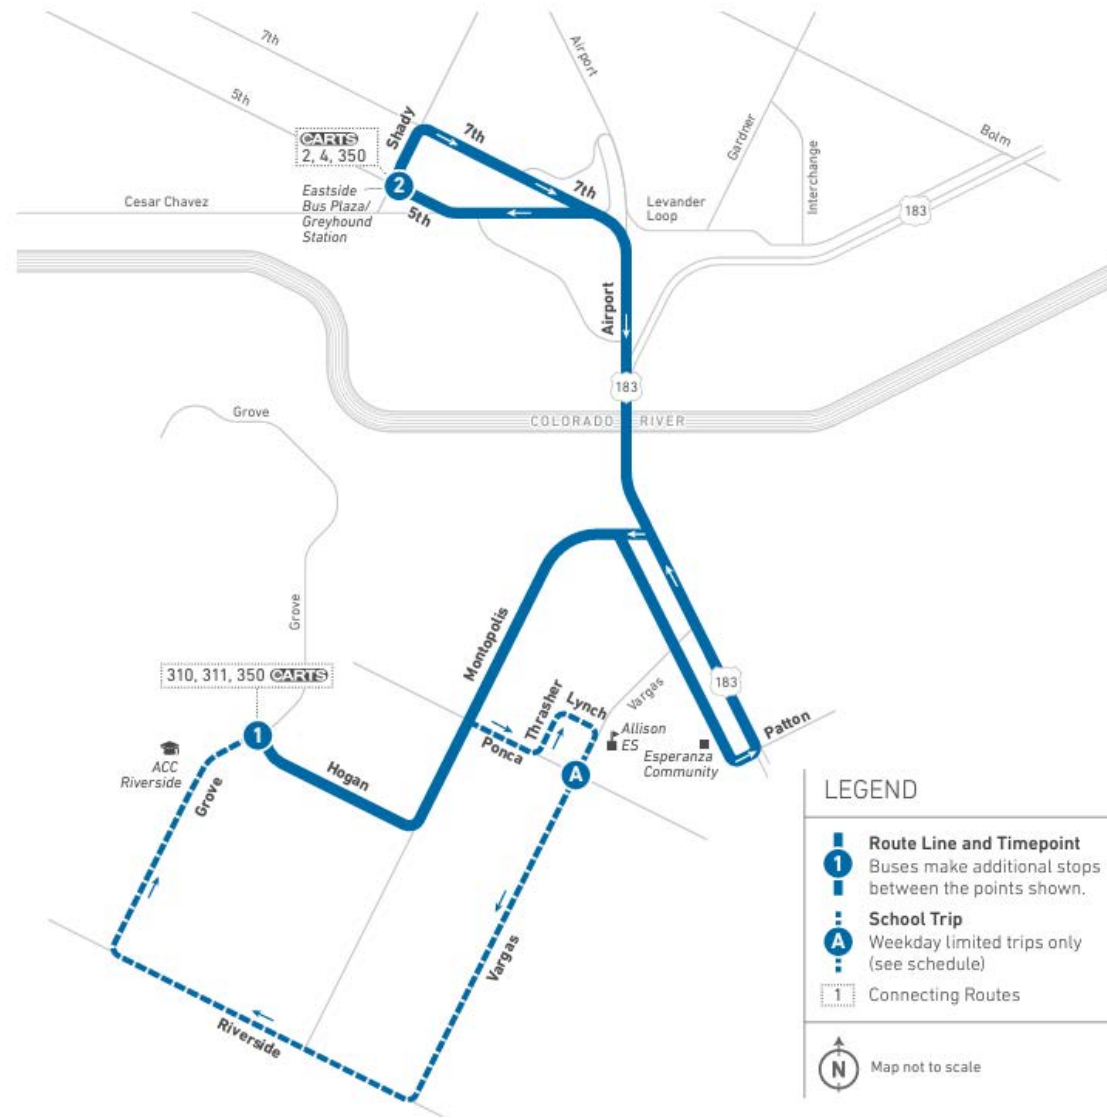 7th
Airport
5th
Shady
7th
CARTS
2, 4, 350
Gardner
Bolm
2
7th
Interchange
Eastside
Bus Plaza/
Greyhound
Station
Cesar Chavez
5th
Levander
Loop
183
Airport
183
COLORADO RIVER
Grove
Grove
Montopolis
310, 311, 350 CARTS
183
Vargas
Lynch
Thrasher
Patton
1
Allison
ES
ACC
Riverside
Ponca
Esperanza
Community
Hogan
A
Grove
Vargas
Riverside
LEGEND
1
Route Line and Timepoint
Buses make additional stops
between the points shown.
A
School Trip
Weekday limited trips only
(see schedule)
1 Connecting Routes
N Map not to scale